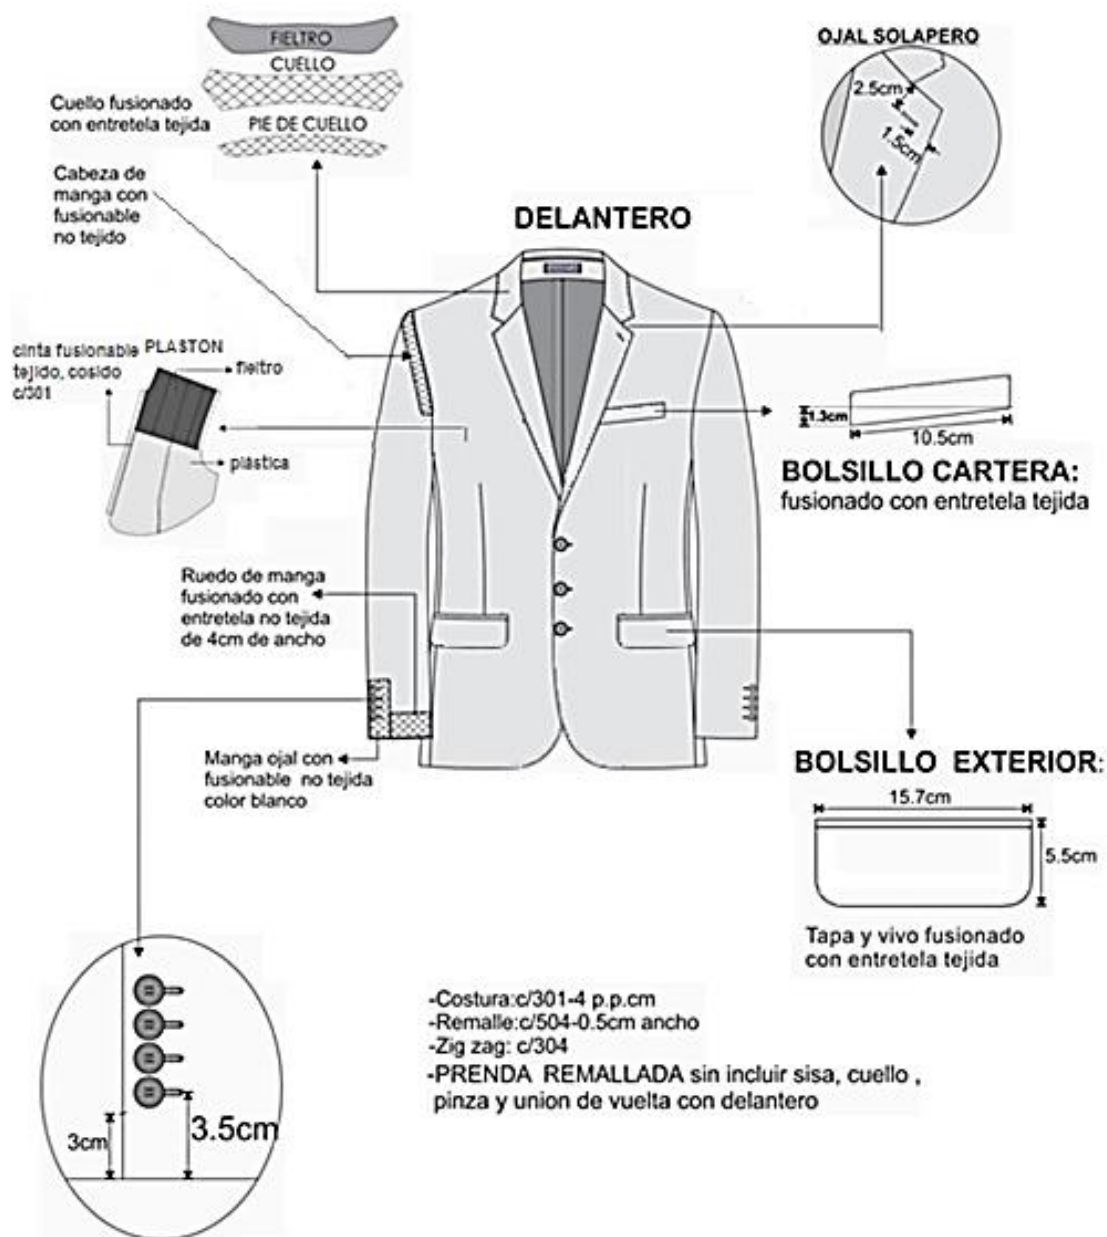 FIELTRO
CUELLO
PIE DE CUELLO
Cuello fusionado
con entretela tejida
Cabeza de
manga con
fusionable
no tejido
OJAL SOLAPERO
2.5cm
1.5cm
DELANTERO
cinta fusionable
tejido, cosido
c/301
PLASTON
fieltro
plástica
1.3cm
10.5cm
BOLSILLO CARTERA:
fusionado con entretela tejida
Ruedo de manga
fusionado con
entretela no tejida
de 4cm de ancho
Manga ojal con
fusionable no tejida
color blanco
BOLSILLO EXTERIOR:
15.7cm
5.5cm
Tapa y vivo fusionado
con entretela tejida
3cm
3.5cm
-Costura:c/301-4 p.p.cm
-Remalle:c/504-0.5cm ancho
-Zig zag: c/304
-PRENDA REMALLADA sin incluir sisa, cuello ,
pinza y union de vuelta con delantero